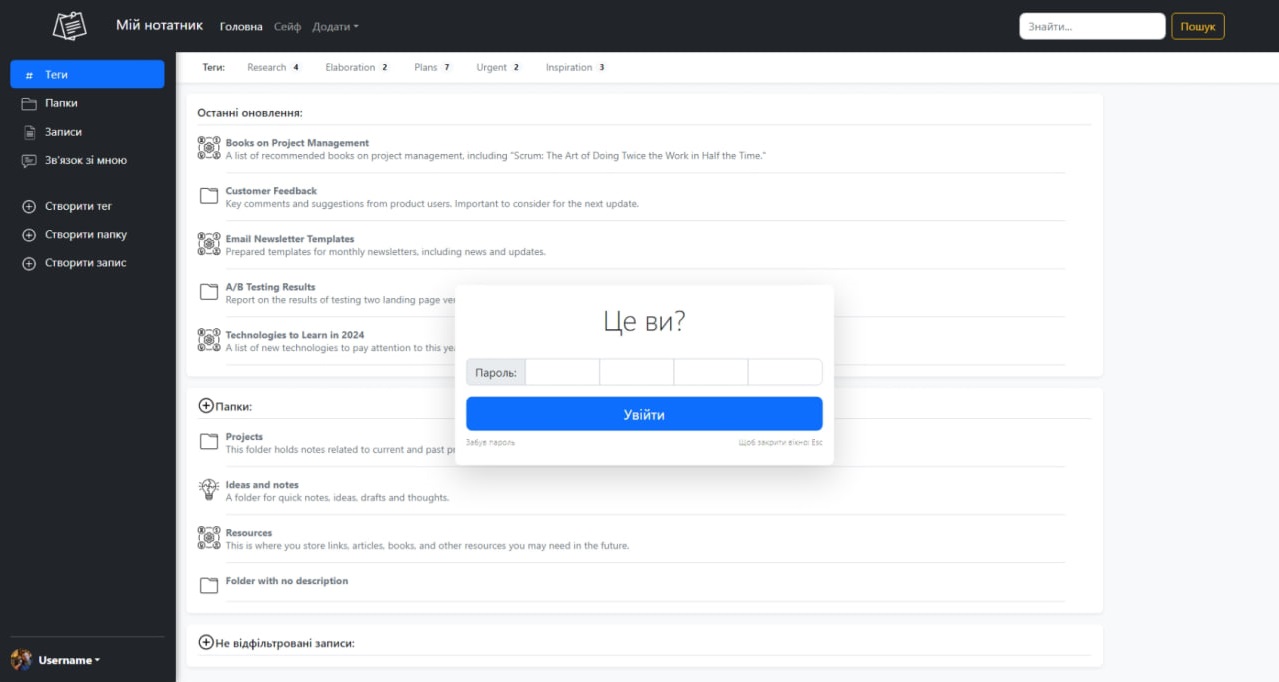 Мій нотатник Головна Сейф Додати Знайти... Пошук
# Теги
Папки
Записи
Зв'язок зі мною
Створити тег
Створити папку
Створити запис
Username
Теги: Research 4 Elaboration 2 Plans 7 Urgent 2 Inspiration 3
Останні оновлення:
Books on Project Management
A list of recommended books on project management, including "Scrum: The Art of Doing Twice the Work in Half the Time."
Customer Feedback
Key comments and suggestions from product users. Important to consider for the next update.
Email Newsletter Templates
Prepared templates for monthly newsletters, including news and updates.
A/B Testing Results
Report on the results of testing two landing page
Technologies to Learn in 2024
A list of new technologies to pay attention to this
Папки:
Projects
This folder holds notes related to current and past
Ideas and notes
A folder for quick notes, ideas, drafts and thoughts.
Resources
This is where you store links, articles, books, and other resources you may need in the future.
Folder with no description
Не відфільтровані записи:
Це ви?
Пароль:
Увійти
Забув пароль Щоб закрити вікно: Esc